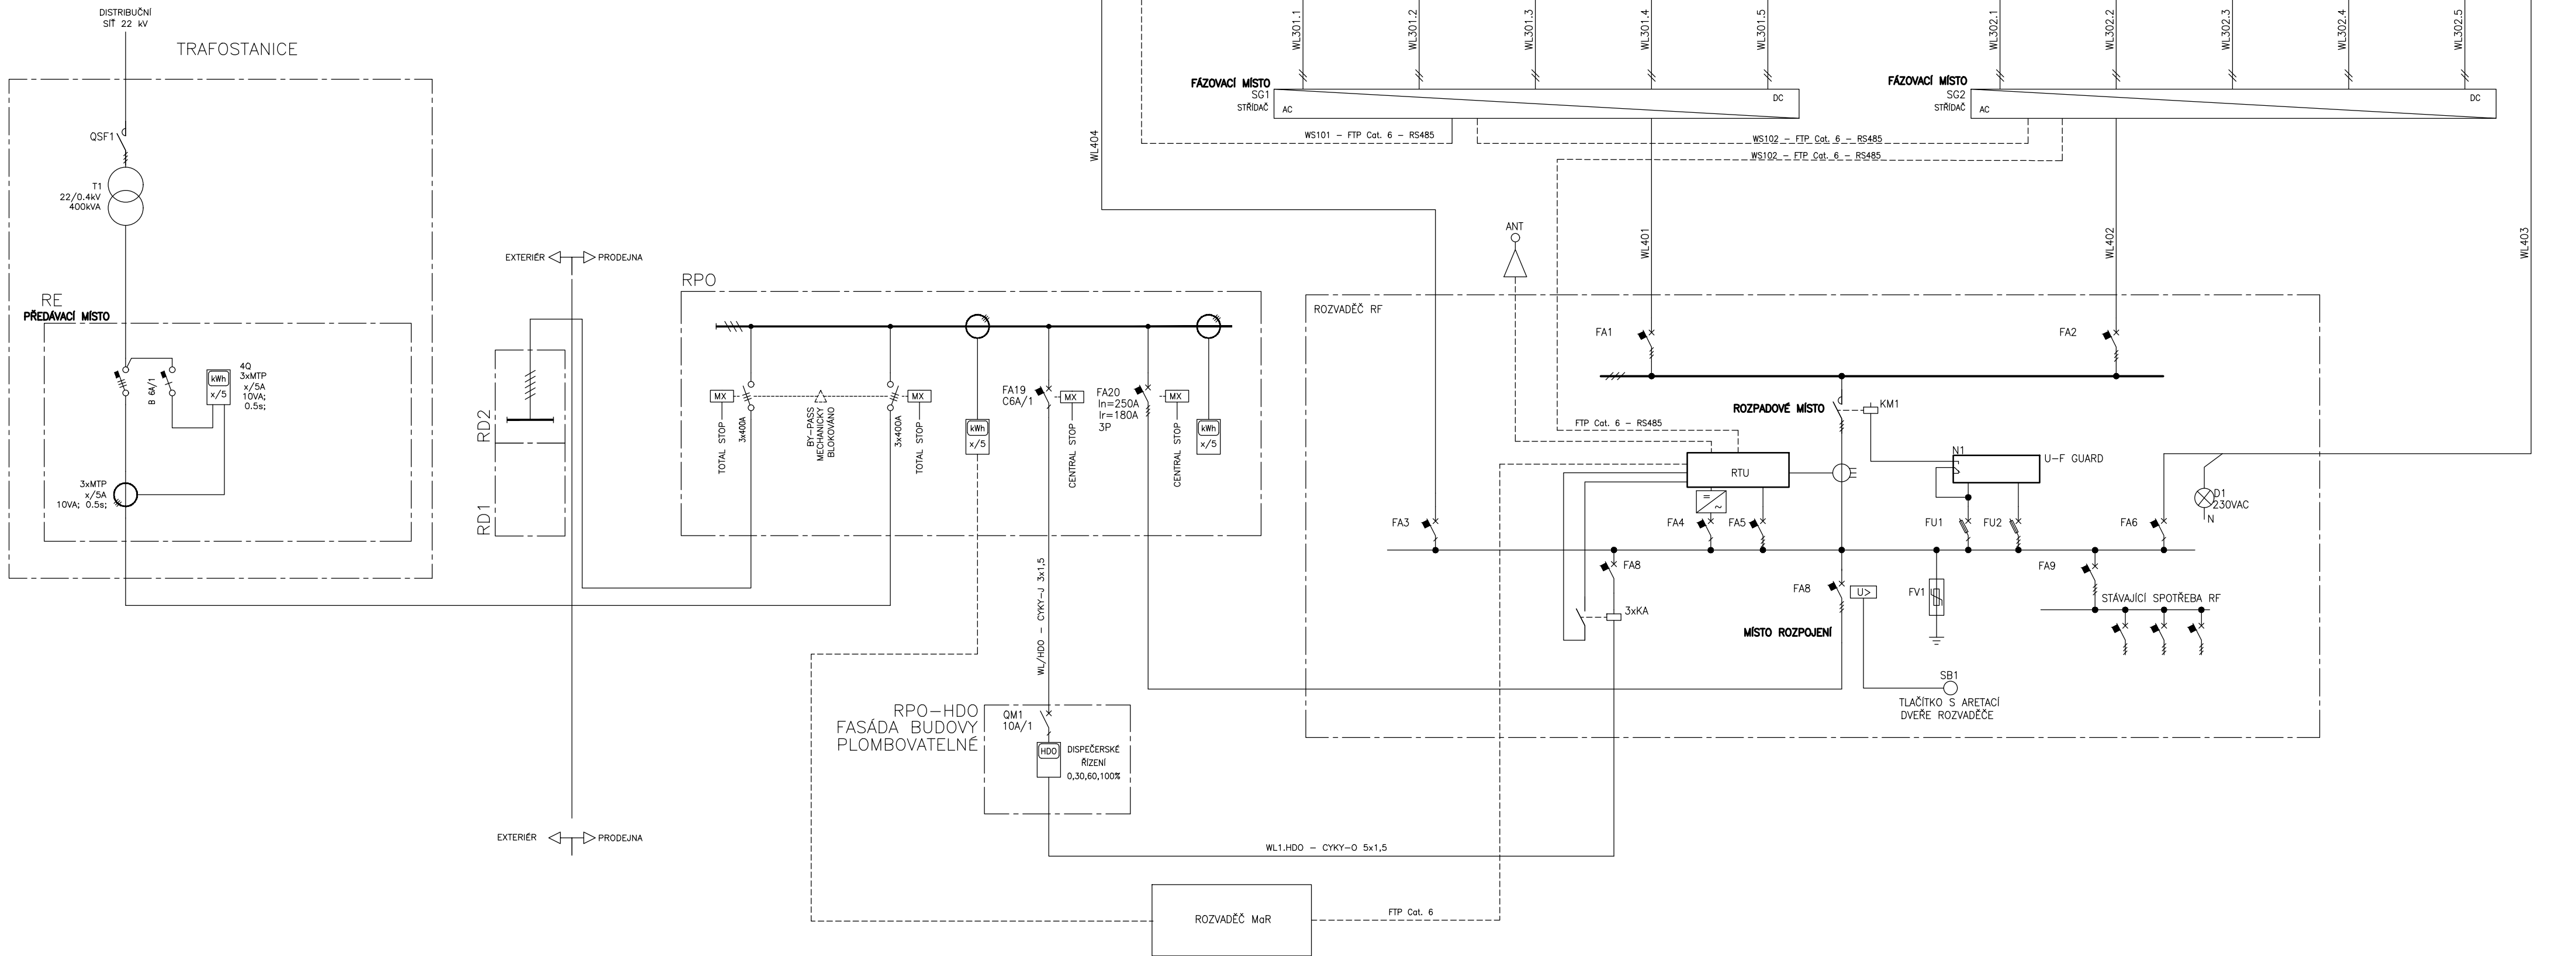 DISTRIBUČNÍ
SÍŤ 22 kV
TRAFOSTANICE
QSF1
T1
22/0.4kV
400kVA
RE
PŘEDÁVACÍ MÍSTO
B 6A/1
kWh
x/5
4Q
3xMTP
x/5A
10VA;
0.5s;
3xMTP
x/5A
10VA; 0.5s;
EXTERIÉR
PRODEJNA
RD2
RD1
EXTERIÉR
PRODEJNA
RPO
MX
TOTAL STOP
3x400A
BY-PASS
MECHANICKY
BLOKOVÁNO
3x400A
MX
TOTAL STOP
kWh
x/5
FA19
C6A/1
MX
CENTRAL STOP
FA20
In=250A
Ir=180A
3P
MX
CENTRAL STOP
kWh
x/5
WL/HDO - CYKY-J 3x1,5
RPO-HDO
FASÁDA BUDOVY
PLOMBOVATELNÉ
QM1
10A/1
HDO
DISPEČERSKÉ
ŘÍZENÍ
0,30,60,100%
WL1.HDO - CYKY-O 5x1,5
ROZVADĚČ MaR
FTP Cat. 6
WL404
WL301.1
WL301.2
WL301.3
WL301.4
WL301.5
FÁZOVACÍ MÍSTO
SG1
STŘÍDAČ
AC
DC
WS101 - FTP Cat. 6 - RS485
WL302.1
WL302.2
WL302.3
WL302.4
WL302.5
FÁZOVACÍ MÍSTO
SG2
STŘÍDAČ
AC
DC
WS102 - FTP Cat. 6 - RS485
WS102 - FTP Cat. 6 - RS485
ANT
WL401
WL402
WL403
ROZVADĚČ RF
FA1
FA2
ROZPADOVÉ MÍSTO
KM1
FTP Cat. 6 - RS485
RTU
=
~
N1
U-F GUARD
D1
230VAC
N
FA3
FA4
FA5
FU1
FU2
FA6
FA8
3xKA
FA8
U>
FV1
FA9
STÁVAJÍCÍ SPOTŘEBA RF
MÍSTO ROZPOJENÍ
SB1
TLAČÍTKO S ARETACÍ
DVEŘE ROZVADĚČE